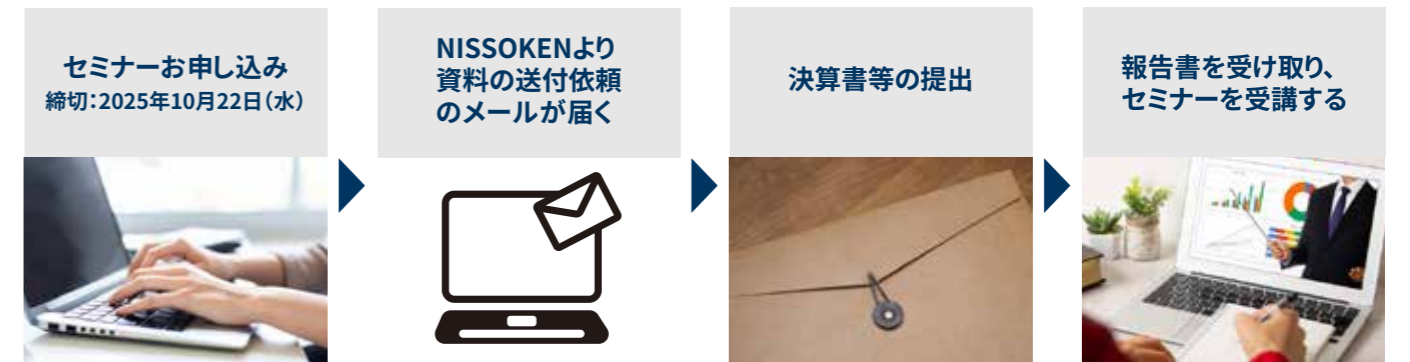 セミナーお申し込み
締切：2025年10月22日（水）
NISSOKENより
資料の送付依頼
のメールが届く
決算書等の提出
報告書を受け取り、
セミナーを受講する